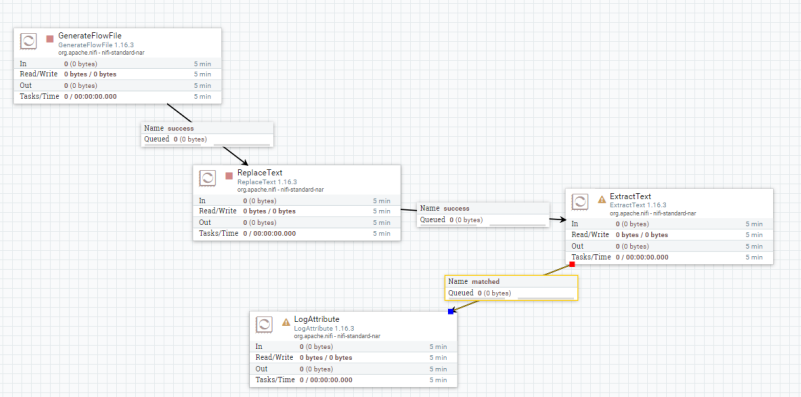 GenerateFlowFile
GenerateFlowFile 1.16.3
org.apache.nifi - nifi-standard-nar
In 0 (0 bytes) 5 min
Read/Write 0 bytes / 0 bytes 5 min
Out 0 (0 bytes) 5 min
Tasks/Time 0 / 00:00:00.000 5 min
Name success
Queued 0 (0 bytes)
ReplaceText
ReplaceText 1.16.3
org.apache.nifi - nifi-standard-nar
In 0 (0 bytes) 5 min
Read/Write 0 bytes / 0 bytes 5 min
Out 0 (0 bytes) 5 min
Tasks/Time 0 / 00:00:00.000 5 min
Name success
Queued 0 (0 bytes)
ExtractText
ExtractText 1.16.3
org.apache.nifi - nifi-standard-nar
In 0 (0 bytes) 5 min
Read/Write 0 bytes / 0 bytes 5 min
Out 0 (0 bytes) 5 min
Tasks/Time 0 / 00:00:00.000 5 min
Name matched
Queued 0 (0 bytes)
LogAttribute
LogAttribute 1.16.3
org.apache.nifi - nifi-standard-nar
In 0 (0 bytes) 5 min
Read/Write 0 bytes / 0 bytes 5 min
Out 0 (0 bytes) 5 min
Tasks/Time 0 / 00:00:00.000 5 min